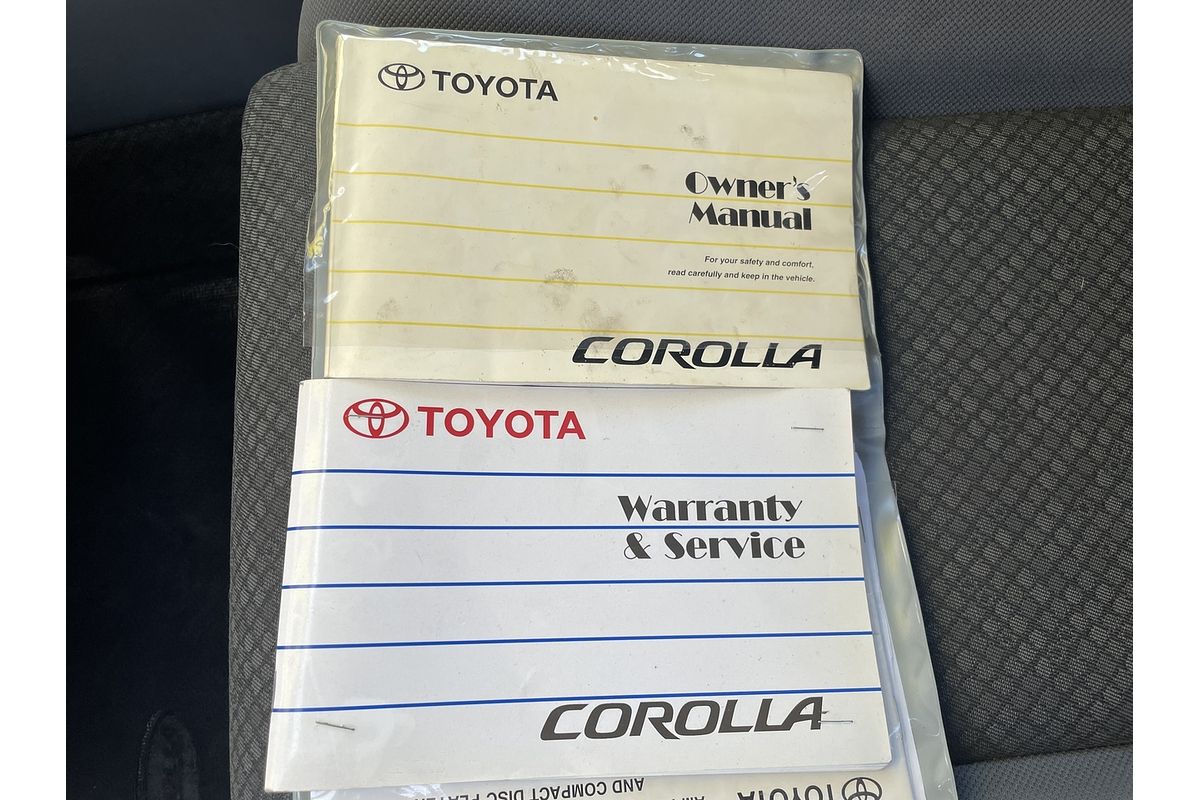 TOYOTA
Owner's
Manual
For your safety and comfort,
read carefully and keep in the vehicle.
COROLLA
TOYOTA
Warranty
& Service
COROLLA
AND COMPACT DISC PLAYER
TOYOTA